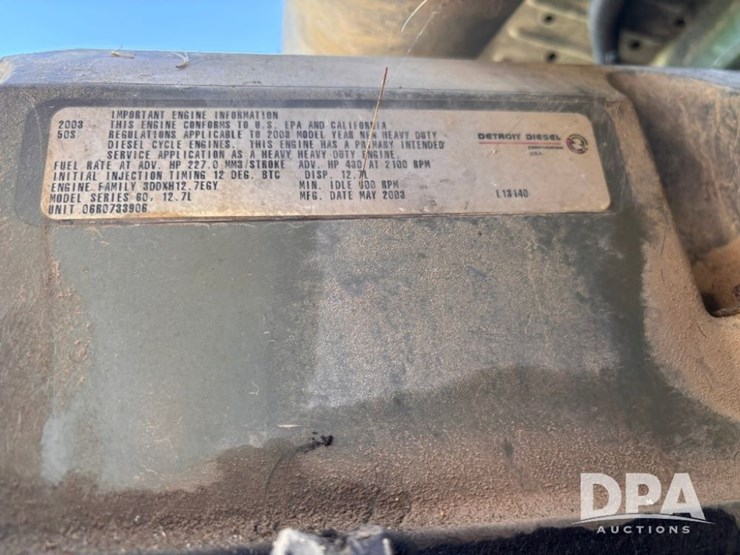 IMPORTANT ENGINE INFORMATION
2003 THIS ENGINE CONFORMS TO U.S. EPA AND CALIFORNIA
50S REGULATIONS APPLICABLE TO 2003 MODEL YEAR NEW HEAVY DUTY
DIESEL CYCLE ENGINES. THIS ENGINE HAS A PRIMARY INTENDED
SERVICE APPLICATION AS A HEAVY HEAVY DUTY ENGINE.
FUEL RATE AT ADV. HP 227.0 MM3/STROKE ADV. HP 430 AT 2100 RPM
INITIAL INJECTION TIMING 12 DEG. BTC DISP. 12.7L
ENGINE FAMILY 3DDXH12.7EGY MIN. IDLE 600 RPM
MODEL SERIES 60, 12.7L MFG. DATE MAY 2003
UNIT 06R0733906
DETROIT DIESEL
CORPORATION
USA
DPA
AUCTIONS